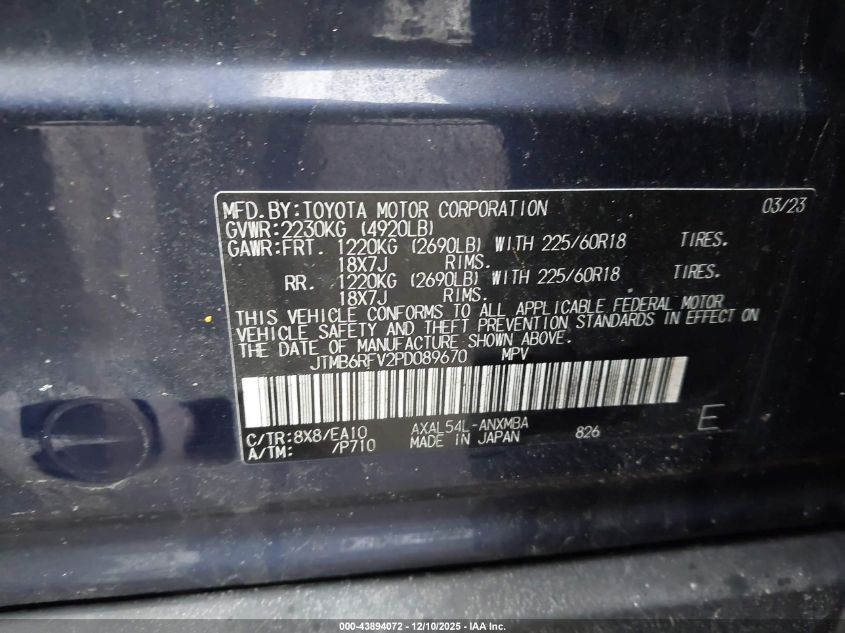 MFD.BY:TOYOTA MOTOR CORPORATION 03/23
GVWR:2230KG (4920LB)
GAWR:FRT. 1220KG (2690LB) WITH 225/60R18 TIRES.
18X7J RIMS.
RR. 1220KG (2690LB) WITH 225/60R18 TIRES.
18X7J RIMS.
THIS VEHICLE CONFORMS TO ALL APPLICABLE FEDERAL MOTOR
VEHICLE SAFETY AND THEFT PREVENTION STANDARDS IN EFFECT ON
THE DATE OF MANUFACTURE SHOWN ABOVE.
JTMB6RFV2PD089670 MPV
C/TR:8X8/EA10 AXAL54L-ANXMBA 826 E
A/TM: /P710 MADE IN JAPAN
000-43894072 - 12/10/2025 - IAA Inc.